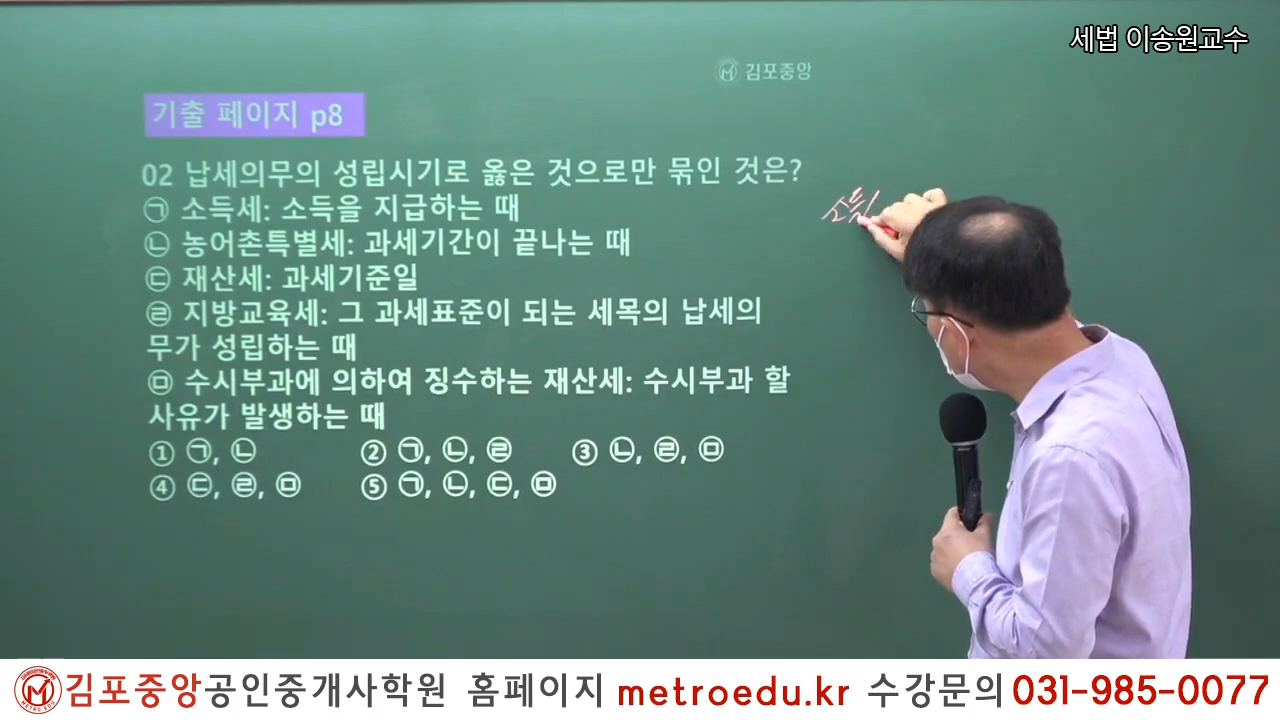 세법 이송원교수
김포중앙
기출 페이지 p8
02 납세의무의 성립시기로 옳은 것으로만 묶인 것은?
㉠ 소득세: 소득을 지급하는 때
㉡ 농어촌특별세: 과세기간이 끝나는 때
㉢ 재산세: 과세기준일
㉣ 지방교육세: 그 과세표준이 되는 세목의 납세의
무가 성립하는 때
㉤ 수시부과에 의하여 징수하는 재산세: 수시부과 할
사유가 발생하는 때
① ㉠, ㉡ ② ㉠, ㉡, ㉣ ③ ㉡, ㉣, ㉤
④ ㉢, ㉣, ㉤ ⑤ ㉠, ㉡, ㉢, ㉤
소득
김포중앙공인중개사학원 홈페이지 metroedu.kr 수강문의 031-985-0077
METRO EDU